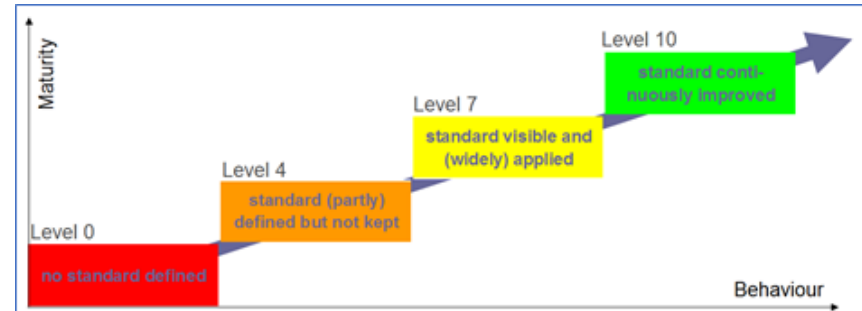 Maturity
Level 10
standard conti-
nuously improved
Level 7
standard visible and
(widely) applied
Level 4
standard (partly)
defined but not kept
Level 0
no standard defined
Behaviour